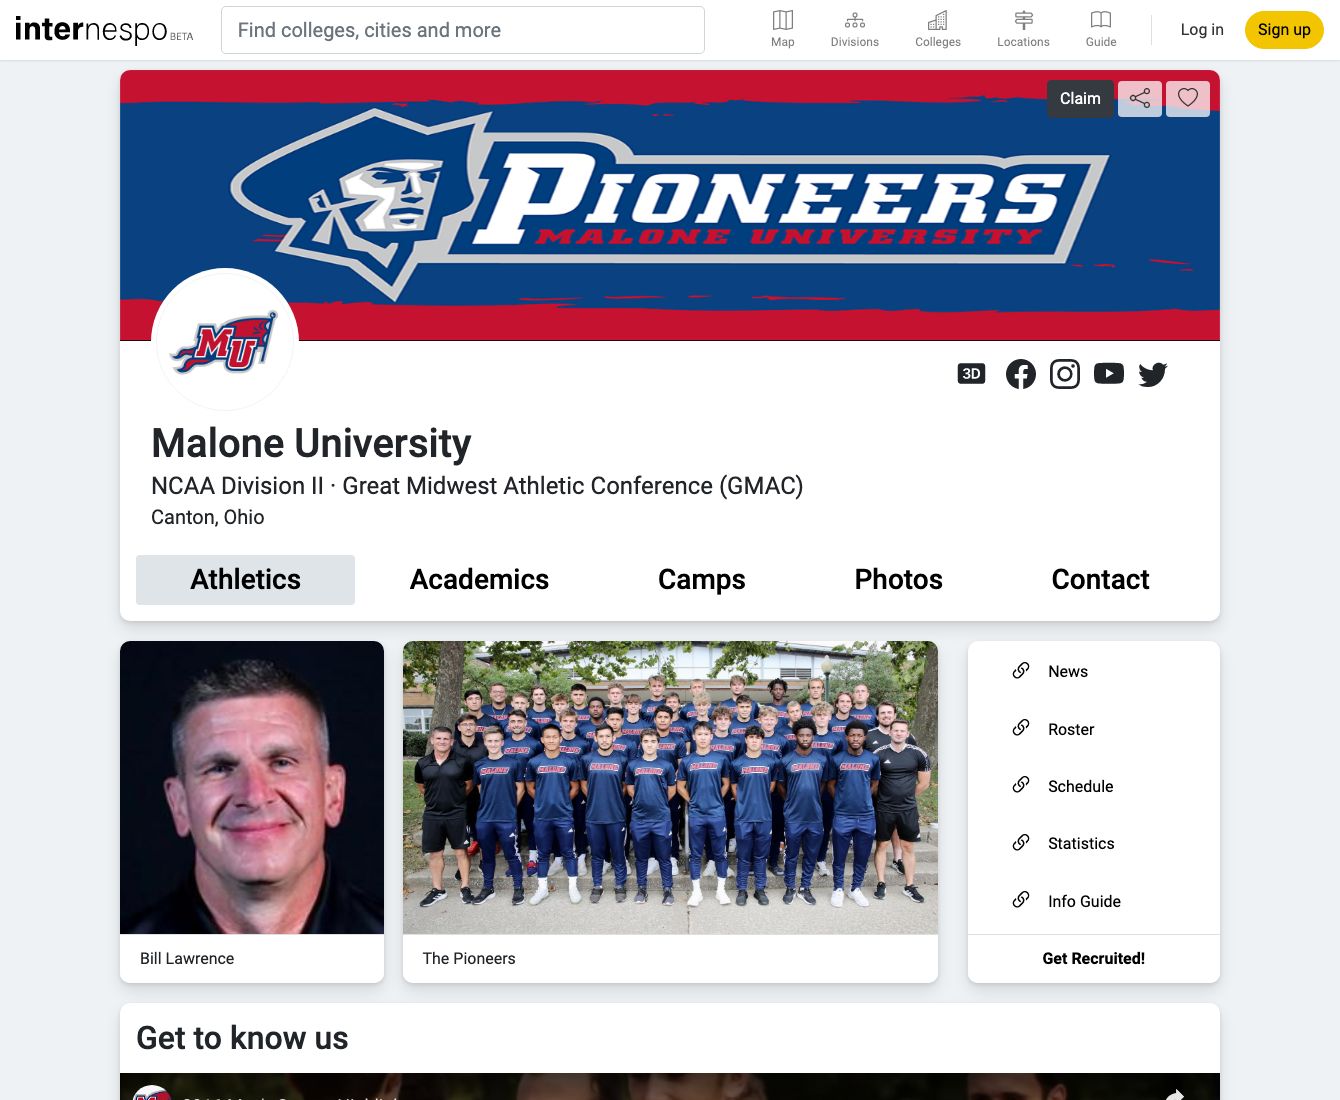 internespo BETA
Find colleges, cities and more
Map
Divisions
Colleges
Locations
Guide
Log in
Sign up
Claim
PIONEERS
MALONE UNIVERSITY
MU
3D
Malone University
NCAA Division II · Great Midwest Athletic Conference (GMAC)
Canton, Ohio
Athletics
Academics
Camps
Photos
Contact
News
Roster
Schedule
Statistics
Info Guide
Bill Lawrence
The Pioneers
Get Recruited!
Get to know us